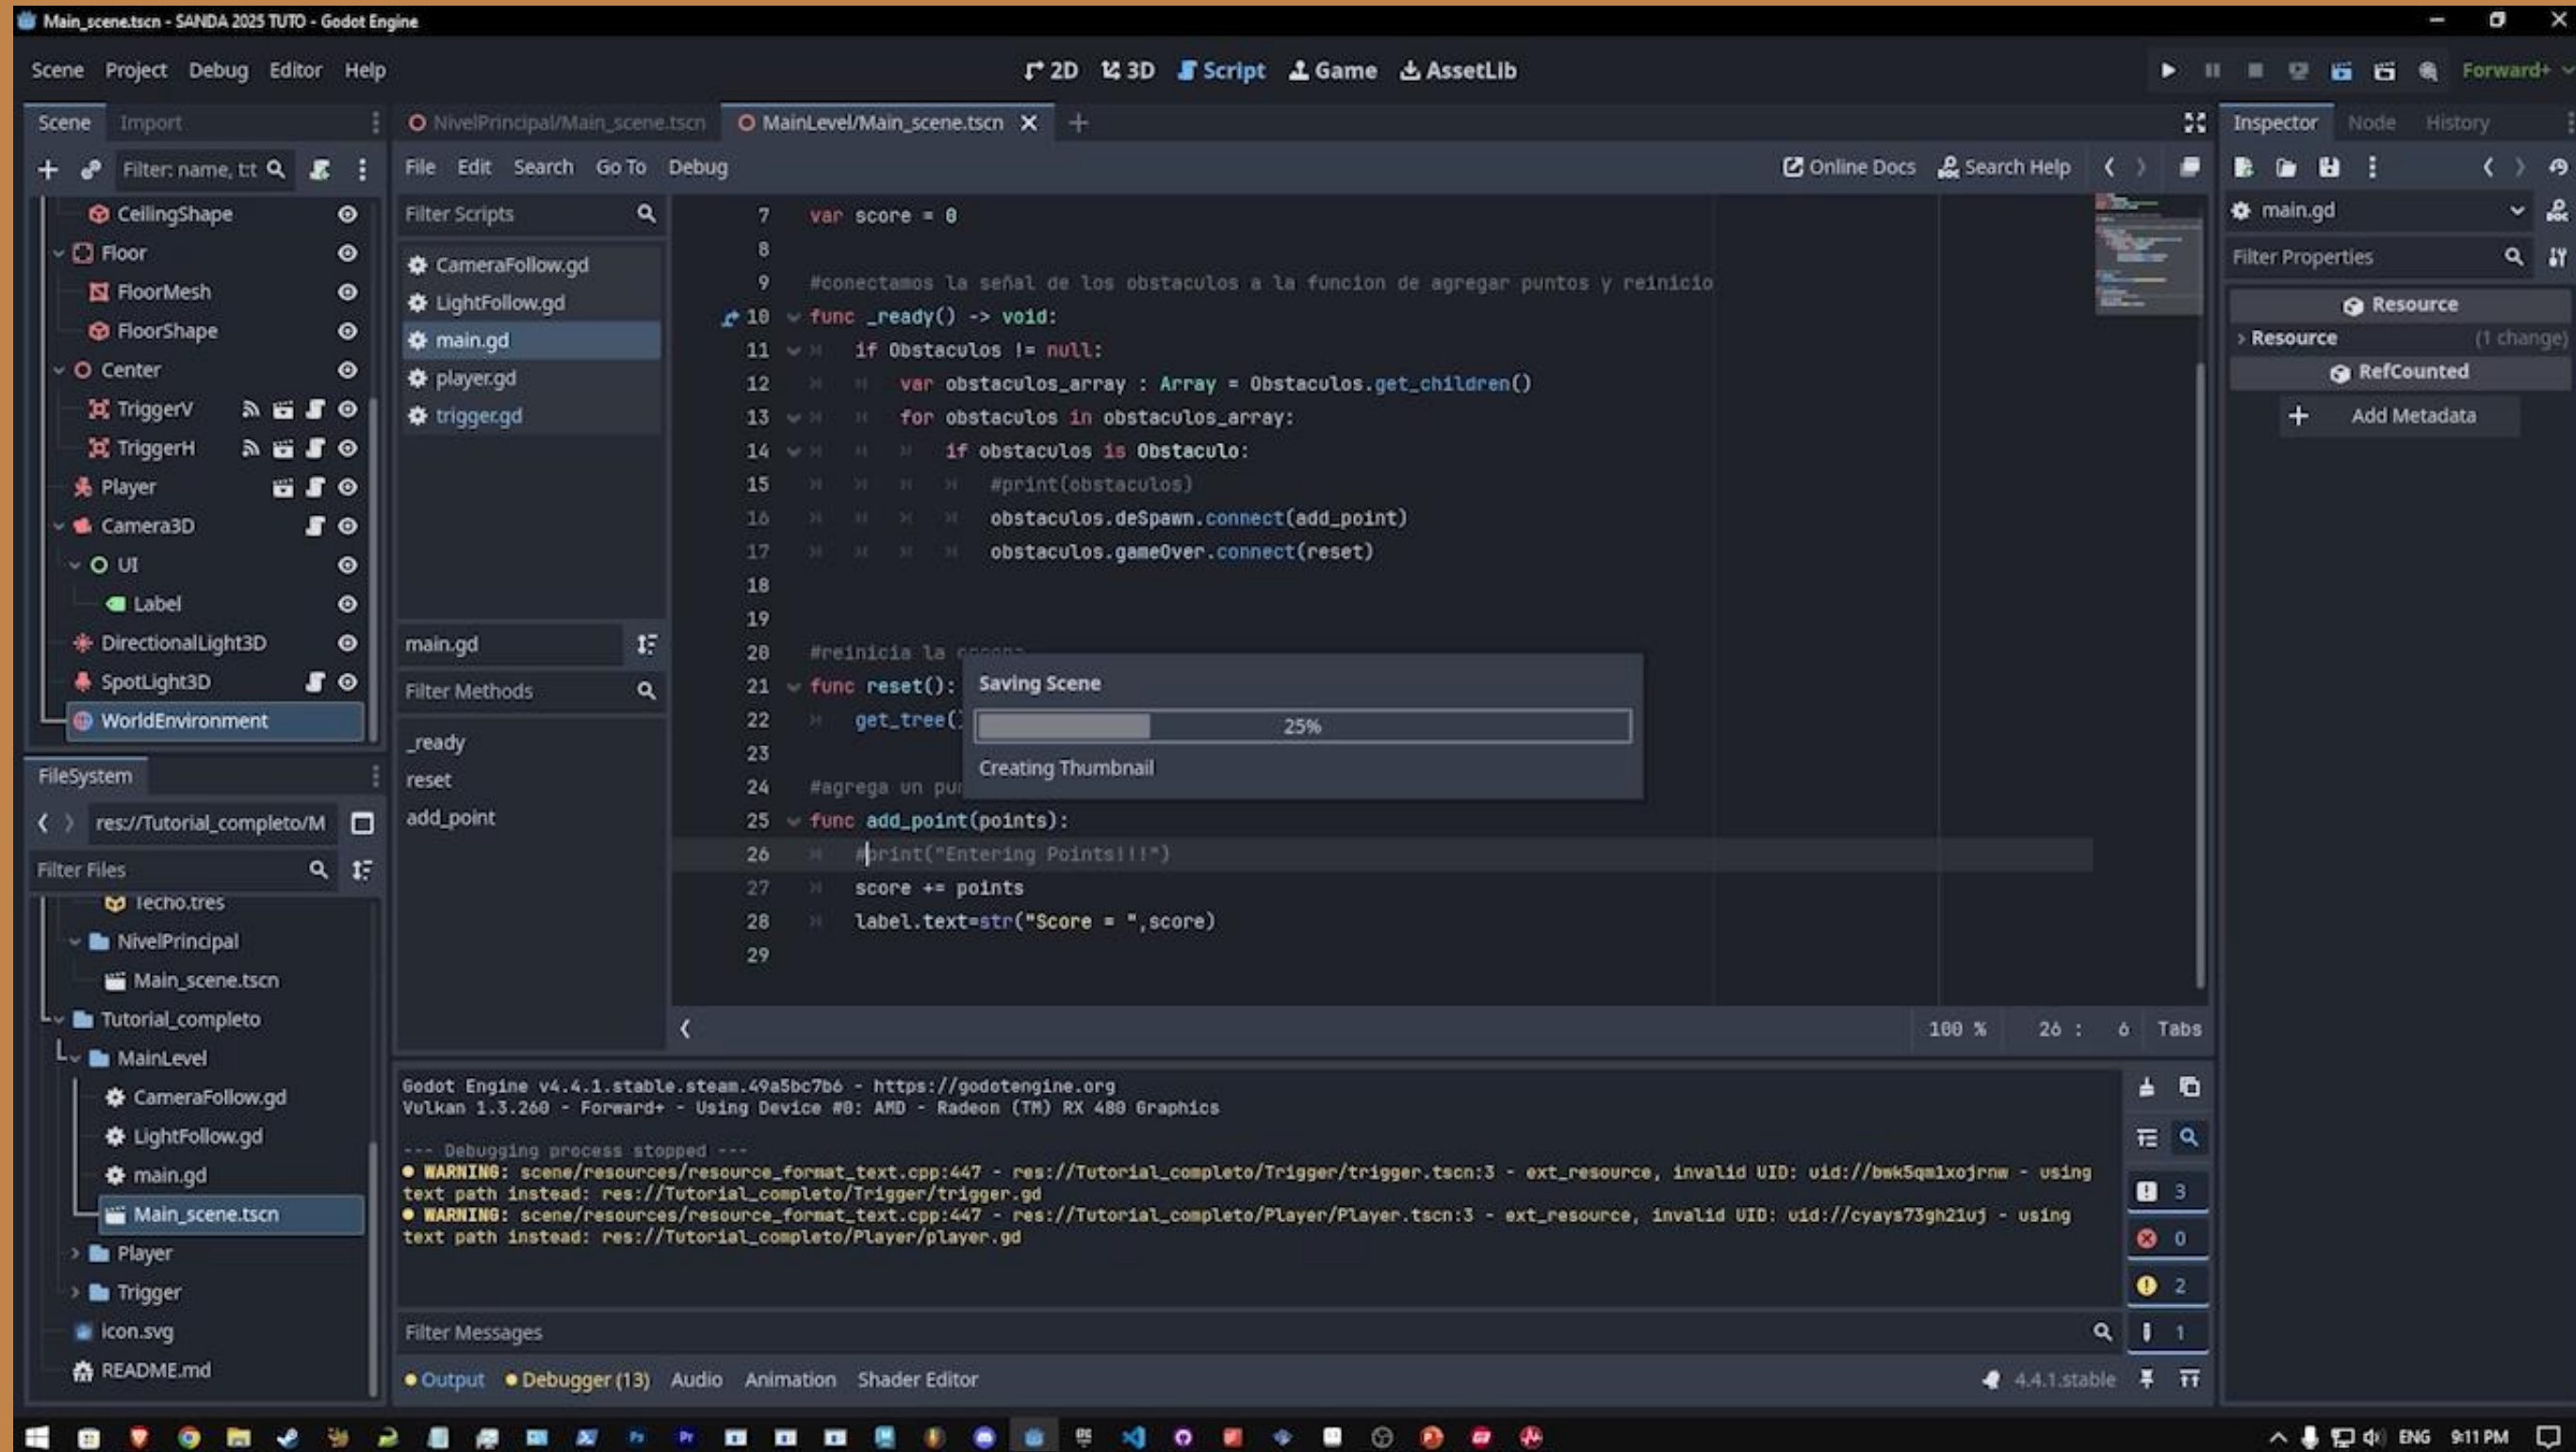 Main_scene.tscn - SANDA 2025 TUTO - Godot Engine
Scene Project Debug Editor Help
2D 3D Script Game AssetLib
Forward+
Scene Import
Filter: name, t:t
CeilingShape
Floor
FloorMesh
FloorShape
Center
TriggerV
TriggerH
Player
Camera3D
UI
Label
DirectionalLight3D
SpotLight3D
WorldEnvironment
FileSystem
res://Tutorial_completo/M
Filter Files
Techo.tres
NivelPrincipal
Main_scene.tscn
Tutorial_completo
MainLevel
CameraFollow.gd
LightFollow.gd
main.gd
Main_scene.tscn
Player
Trigger
icon.svg
README.md
NivelPrincipal/Main_scene.tscn MainLevel/Main_scene.tscn
File Edit Search Go To Debug
Online Docs Search Help
Filter Scripts
CameraFollow.gd
LightFollow.gd
main.gd
player.gd
trigger.gd
main.gd
Filter Methods
_ready
reset
add_point
7 var score = 0
8
9 #conectamos la señal de los obstaculos a la funcion de agregar puntos y reinicio
10 func _ready() -> void:
11 if Obstaculos != null:
12 var obstaculos_array : Array = Obstaculos.get_children()
13 for obstaculos in obstaculos_array:
14 if obstaculos is Obstaculo:
15 #print(obstaculos)
16 obstaculos.deSpawn.connect(add_point)
17 obstaculos.gameOver.connect(reset)
18
19
20 #reinicia la
21 func reset():
22 get_tree(
23
24 #agrega un
25 func add_point(points):
26 #print("Entering Points!!!")
27 score += points
28 label.text=str("Score = ",score)
29
Saving Scene
25%
Creating Thumbnail
100 % 26 : 6 Tabs
Godot Engine v4.4.1.stable.steam.49a5bc7b6 - https://godotengine.org
Vulkan 1.3.260 - Forward+ - Using Device #0: AMD - Radeon (TM) RX 480 Graphics
--- Debugging process stopped ---
WARNING: scene/resources/resource_format_text.cpp:447 - res://Tutorial_completo/Trigger/trigger.tscn:3 - ext_resource, invalid UID: uid://bwk5qm1xojrnw - using
text path instead: res://Tutorial_completo/Trigger/trigger.gd
WARNING: scene/resources/resource_format_text.cpp:447 - res://Tutorial_completo/Player/Player.tscn:3 - ext_resource, invalid UID: uid://cyays73gh21uj - using
text path instead: res://Tutorial_completo/Player/player.gd
3
0
2
1
Filter Messages
Output Debugger (13) Audio Animation Shader Editor
4.4.1.stable
Inspector Node History
main.gd
Filter Properties
Resource
Resource (1 change)
RefCounted
Add Metadata
ENG 9:11 PM